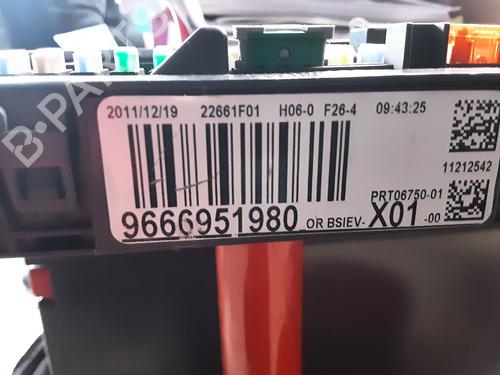 2011/12/19 22661F01 H06-0 F26-4 09:43:25
11212542
PRT06750-01
9666951980 OR BSIEV- X01 -00
B-PARTS